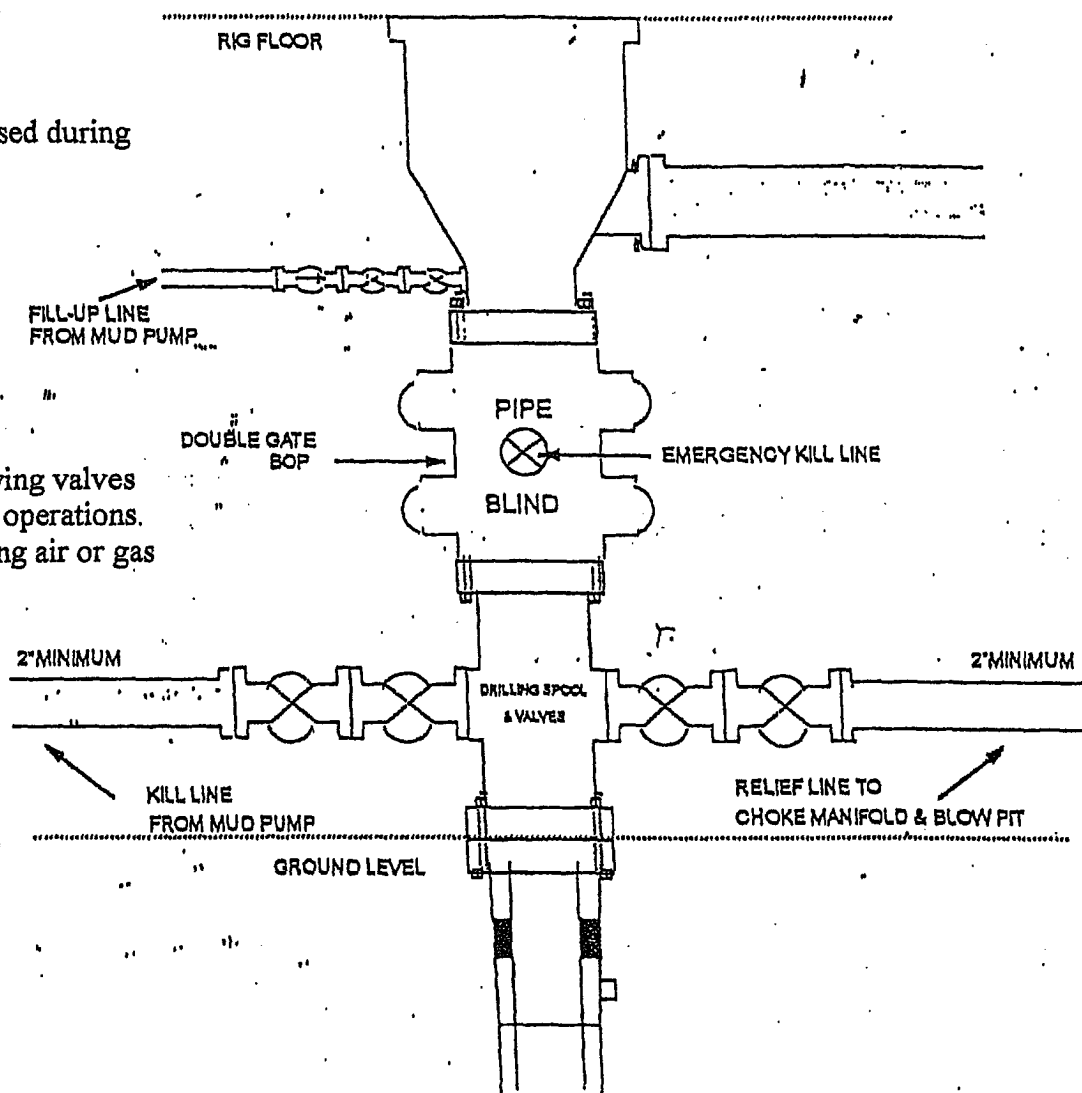 RIG FLOOR
sed during
FILL-UP LINE
FROM MUD PUMP
PIPE
DOUBLE GATE
BOP
EMERGENCY KILL LINE
BLIND
ving valves
operations.
ng air or gas
2" MINIMUM
2" MINIMUM
DRILLING SPOOL
& VALVES
KILL LINE
FROM MUD PUMP
RELIEF LINE TO
CHOKE MANIFOLD & BLOW PIT
GROUND LEVEL